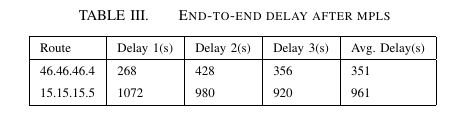 TABLE III. END-TO-END DELAY AFTER MPLS
Route Delay 1(s) Delay 2(s) Delay 3(s) Avg. Delay(s)
46.46.46.4 268 428 356 351
15.15.15.5 1072 980 920 961